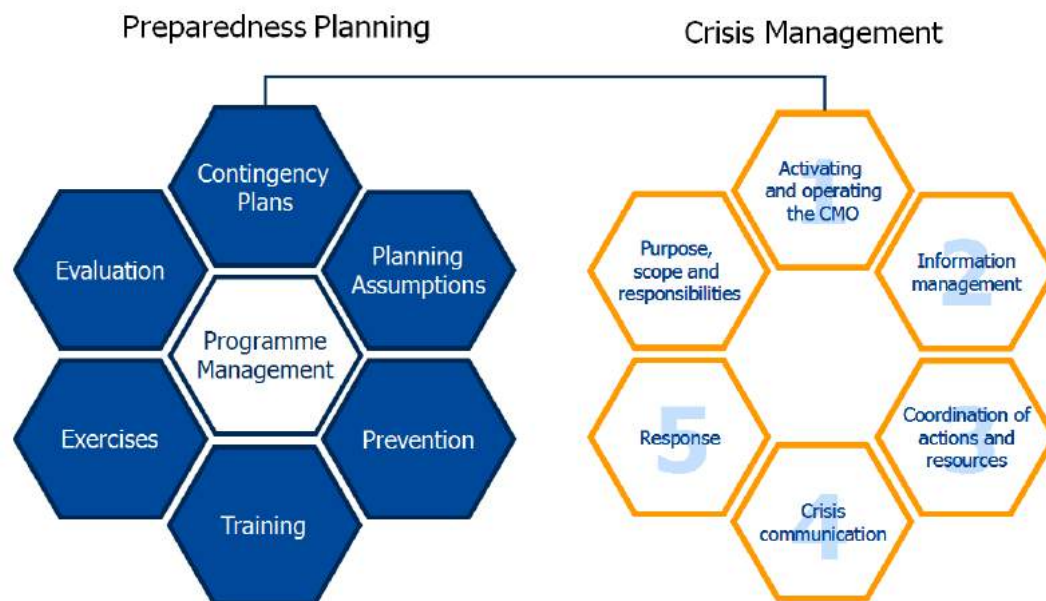 Preparedness Planning
Crisis Management
Contingency
Plans
Planning
Assumptions
Prevention
Training
Exercises
Evaluation
Programme
Management
1
Activating
and operating
the CMO
2
Information
management
3
Coordination of
actions and
resources
4
Crisis
communication
5
Response
Purpose,
scope and
responsibilities